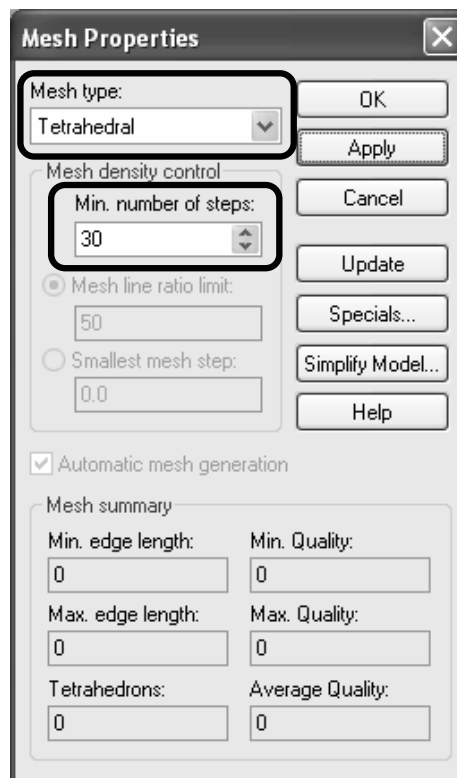 Mesh Properties
Mesh type:
Tetrahedral
OK
Apply
Mesh density control
Min. number of steps:
30
Cancel
Mesh line ratio limit:
50
Update
Smallest mesh step:
0.0
Specials...
Simplify Model...
Help
Automatic mesh generation
Mesh summary
Min. edge length: Min. Quality:
0 0
Max. edge length: Max. Quality:
0 0
Tetrahedrons: Average Quality:
0 0